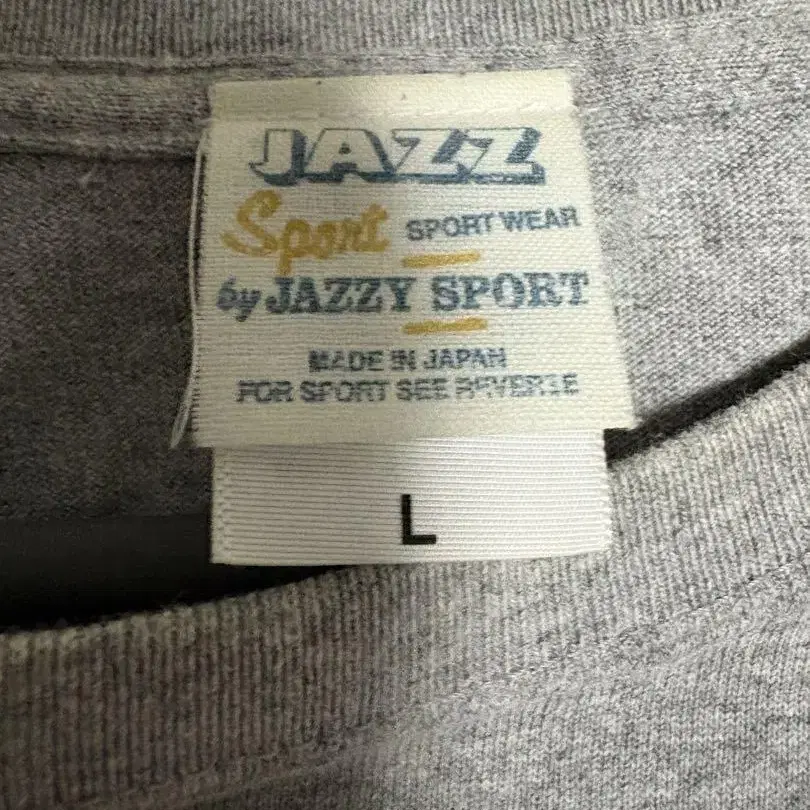 JAZZ
Sport SPORT WEAR
by JAZZY SPORT
MADE IN JAPAN
FOR SPORT SEE REVERSE
L